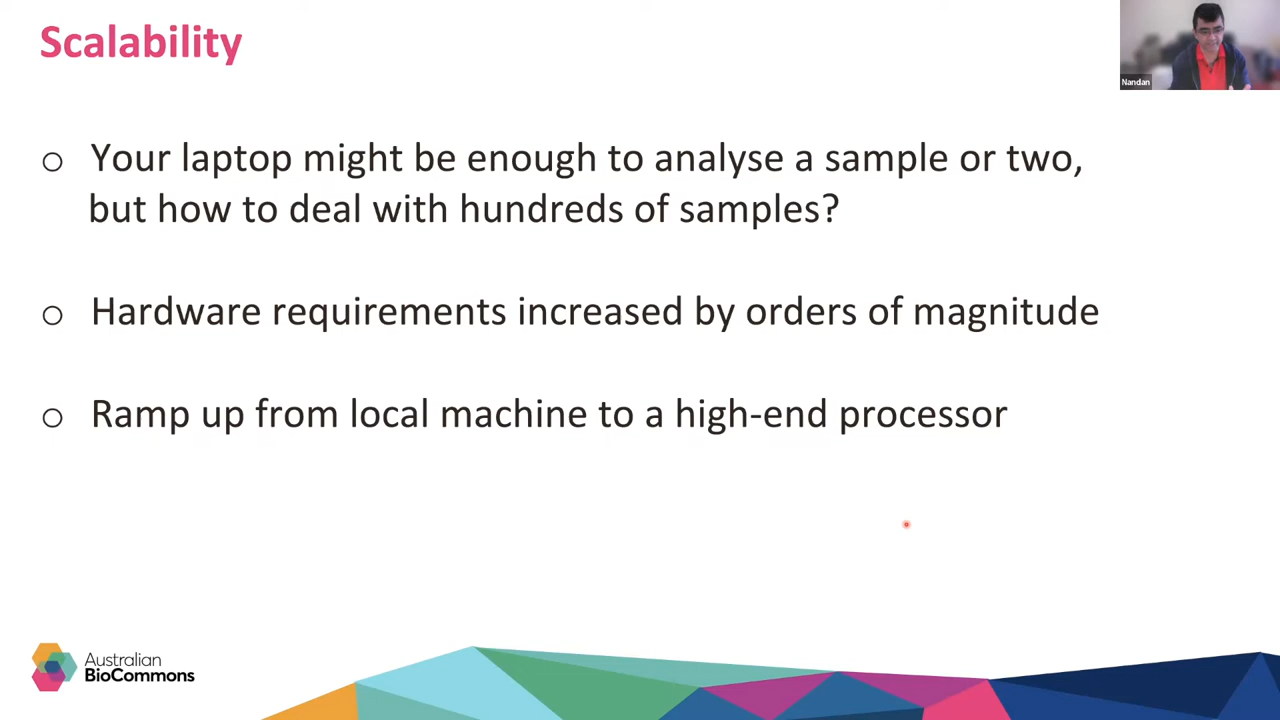 Scalability
Nandan
o Your laptop might be enough to analyse a sample or two,
but how to deal with hundreds of samples?
o Hardware requirements increased by orders of magnitude
o Ramp up from local machine to a high-end processor
Australian
BioCommons